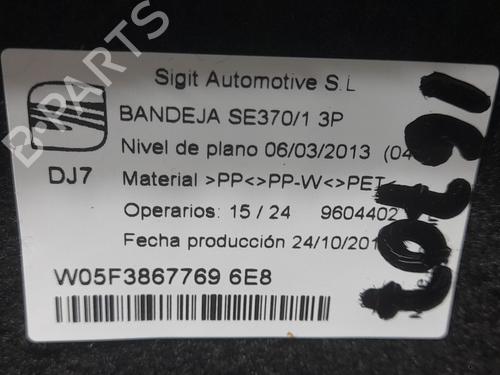 Sigit Automotive S.L
BANDEJA SE370/1 3P
DJ7
Nivel de plano 06/03/2013 (04
Material >PP<>PP-W<>PET<
Operarios: 15 / 24 9604402
Fecha producción 24/10/201
W05F3867769 6E8
B-PARTS